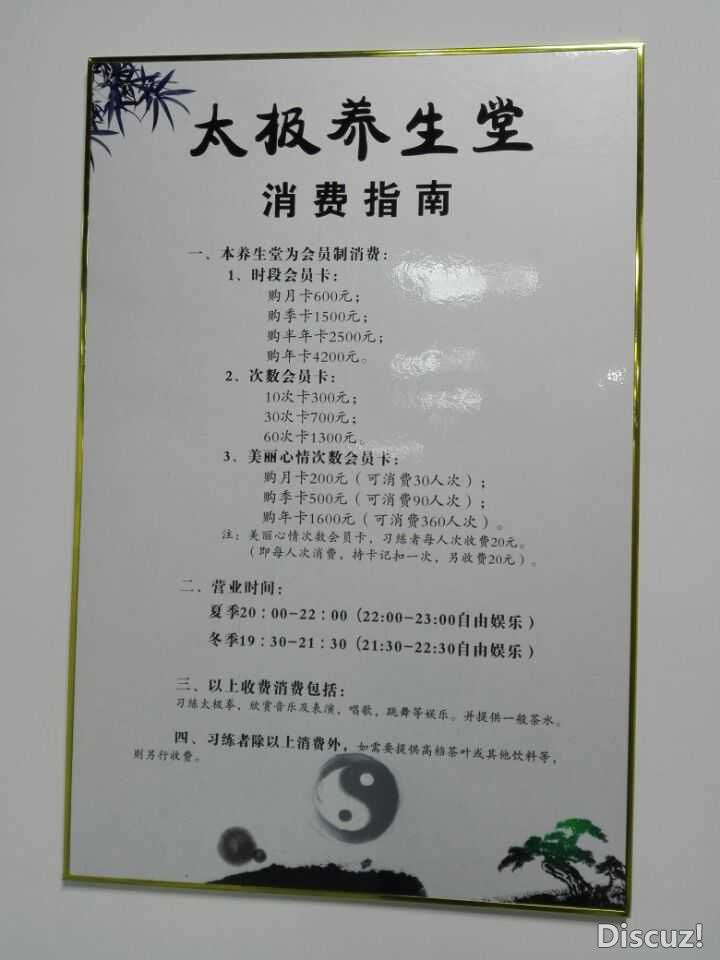 太极养生堂
消费指南
一、本养生堂为会员制消费：
1、时段会员卡：
购月卡600元；
购季卡1500元；
购半年卡2500元；
购年卡4200元。
2、次数会员卡：
10次卡300元；
30次卡700元；
60次卡1300元。
3、美丽心情次数会员卡：
购月卡200元（可消费30人次）；
购季卡500元（可消费90人次）；
购年卡1600元（可消费360人次）。
注：美丽心情次数会员卡，习练者每人次收费20元。
（即每人次消费，持卡记扣一次，另收费20元）。
二、营业时间：
夏季20：00-22：00（22:00-23:00自由娱乐）
冬季19：30-21：30（21:30-22:30自由娱乐）
三、以上收费消费包括：
习练太极拳，欣赏音乐及表演，唱歌，跳舞等娱乐。并提供一般茶水。
四、习练者除以上消费外，如需要提供高档茶叶或其他饮料等，
则另行收费。
Discuz!